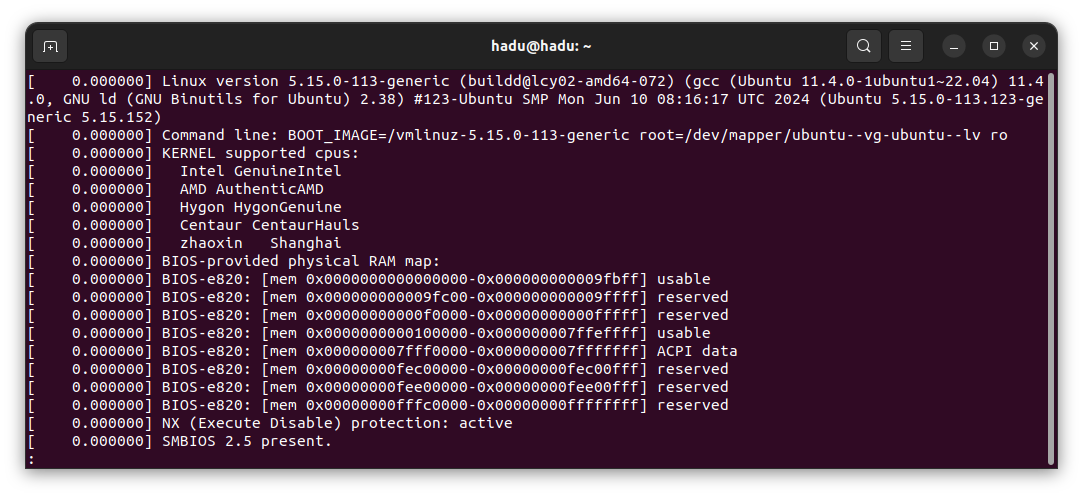 hadu@hadu: ~
[    0.000000] Linux version 5.15.0-113-generic (buildd@lcy02-amd64-072) (gcc (Ubuntu 11.4.0-1ubuntu1~22.04) 11.4
.0, GNU ld (GNU Binutils for Ubuntu) 2.38) #123-Ubuntu SMP Mon Jun 10 08:16:17 UTC 2024 (Ubuntu 5.15.0-113.123-ge
neric 5.15.152)
[    0.000000] Command line: BOOT_IMAGE=/vmlinuz-5.15.0-113-generic root=/dev/mapper/ubuntu--vg-ubuntu--lv ro
[    0.000000] KERNEL supported cpus:
[    0.000000]   Intel GenuineIntel
[    0.000000]   AMD AuthenticAMD
[    0.000000]   Hygon HygonGenuine
[    0.000000]   Centaur CentaurHauls
[    0.000000]   zhaoxin   Shanghai
[    0.000000] BIOS-provided physical RAM map:
[    0.000000] BIOS-e820: [mem 0x0000000000000000-0x000000000009fbff] usable
[    0.000000] BIOS-e820: [mem 0x000000000009fc00-0x000000000009ffff] reserved
[    0.000000] BIOS-e820: [mem 0x00000000000f0000-0x00000000000fffff] reserved
[    0.000000] BIOS-e820: [mem 0x0000000000100000-0x000000007ffeffff] usable
[    0.000000] BIOS-e820: [mem 0x000000007fff0000-0x000000007fffffff] ACPI data
[    0.000000] BIOS-e820: [mem 0x00000000fec00000-0x00000000fec00fff] reserved
[    0.000000] BIOS-e820: [mem 0x00000000fee00000-0x00000000fee00fff] reserved
[    0.000000] BIOS-e820: [mem 0x00000000fffc0000-0x00000000ffffffff] reserved
[    0.000000] NX (Execute Disable) protection: active
[    0.000000] SMBIOS 2.5 present.
: